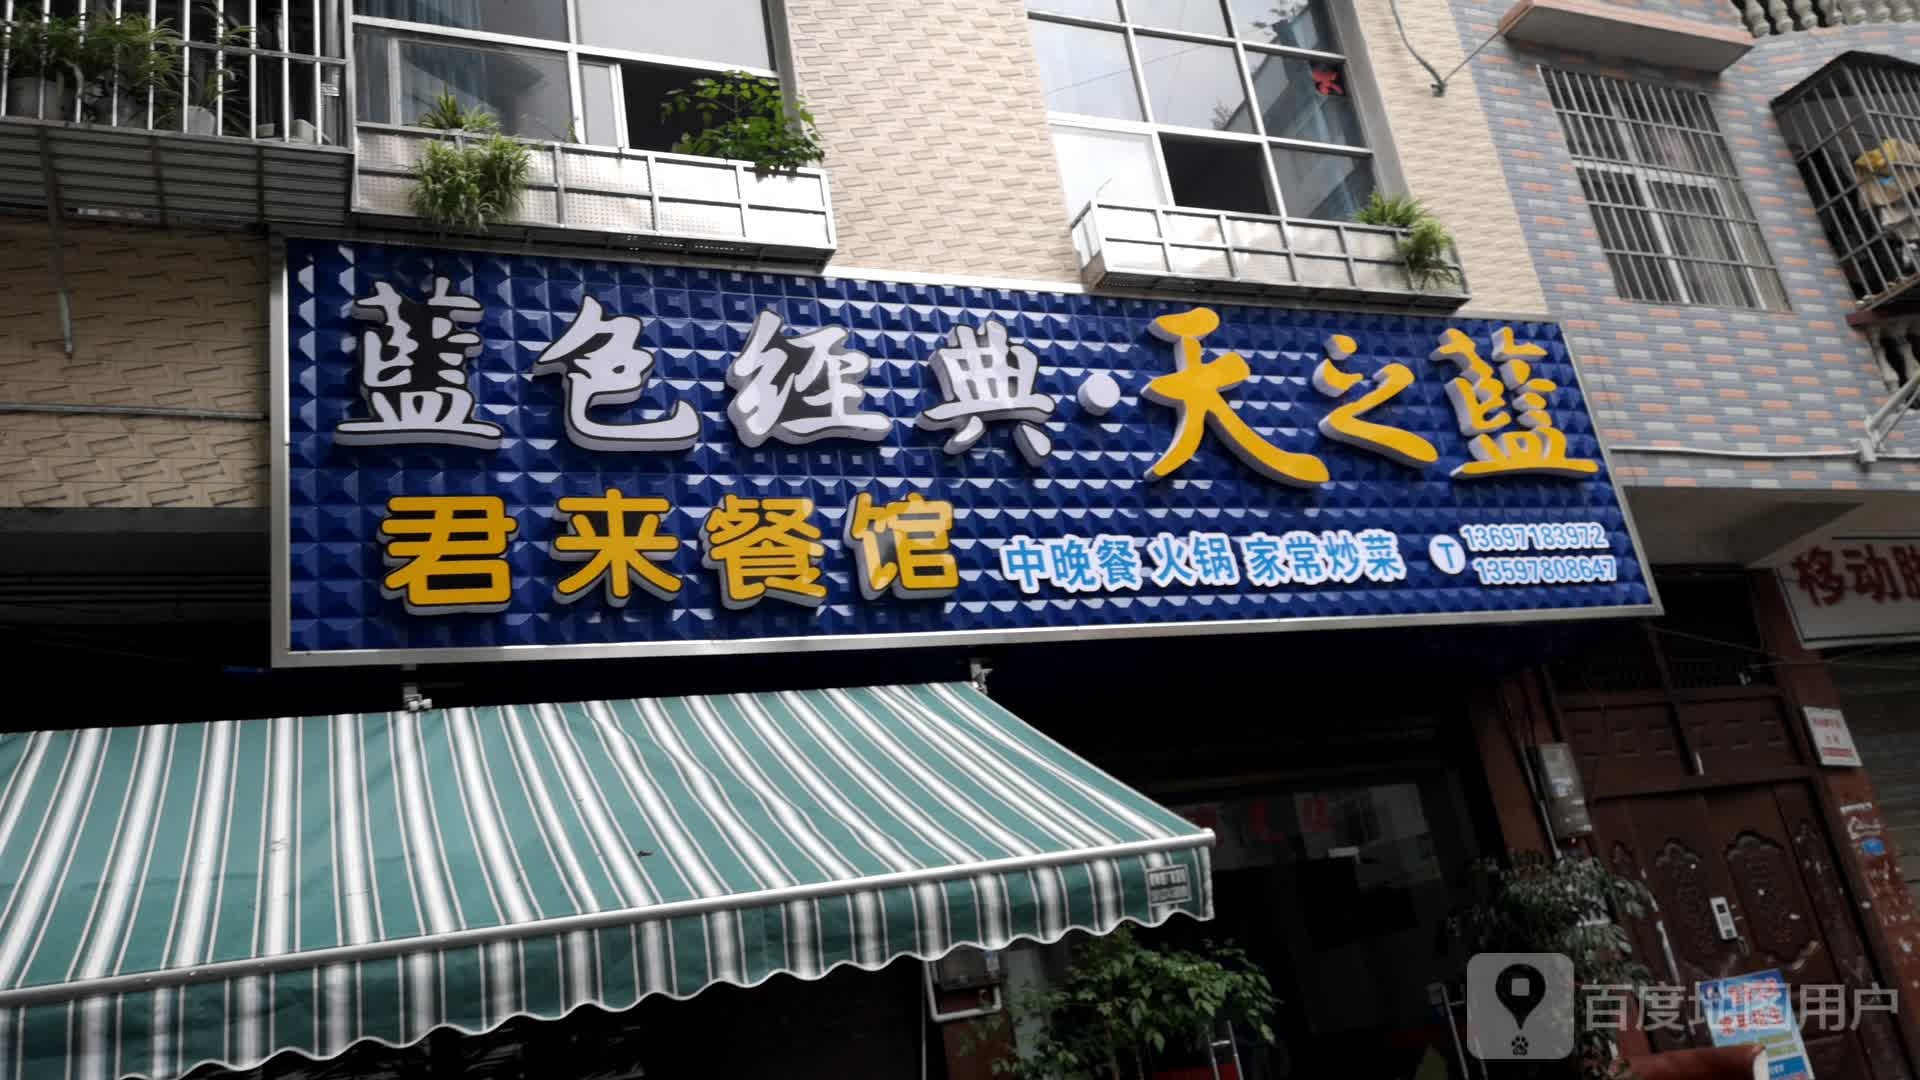 藍色经典·天之藍
君来餐馆
中晚餐 火锅 家常炒菜
T 13697183972
13597808647
移动
百度地图用户